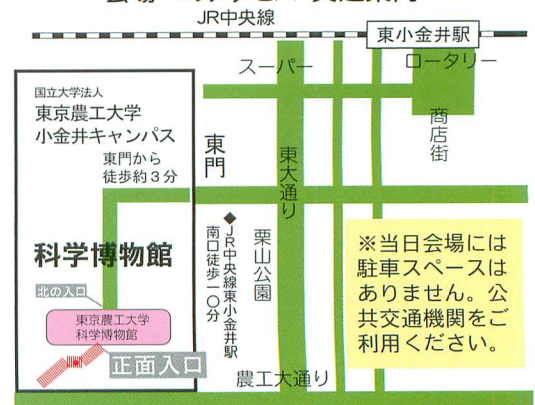 JR中央線
東小金井駅
スーパー
ロータリー
国立大学法人
東京農工大学
小金井キャンパス
東門から
徒歩約3分
東門
東大通り
商店街
◆JR中央線東小金井駅
南口徒歩一〇分
栗山公園
科学博物館
北の入口
東京農工大学
科学博物館
正面入口
農工大通り
※当日会場には
駐車スペースは
ありません。公
共交通機関をご
利用ください。